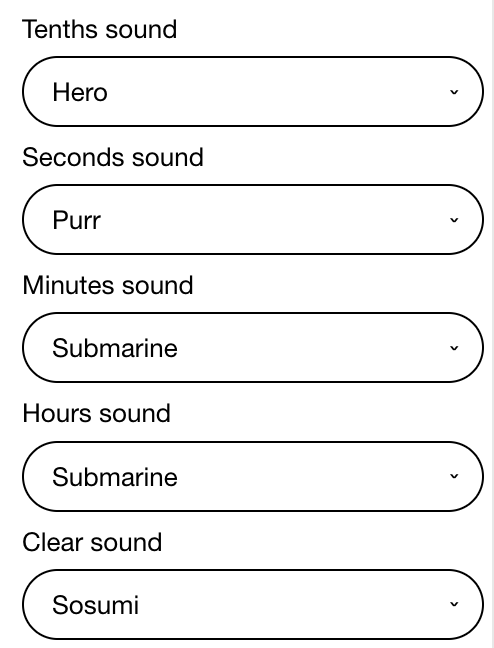 Tenths sound
Hero
Seconds sound
Purr
Minutes sound
Submarine
Hours sound
Submarine
Clear sound
Sosumi